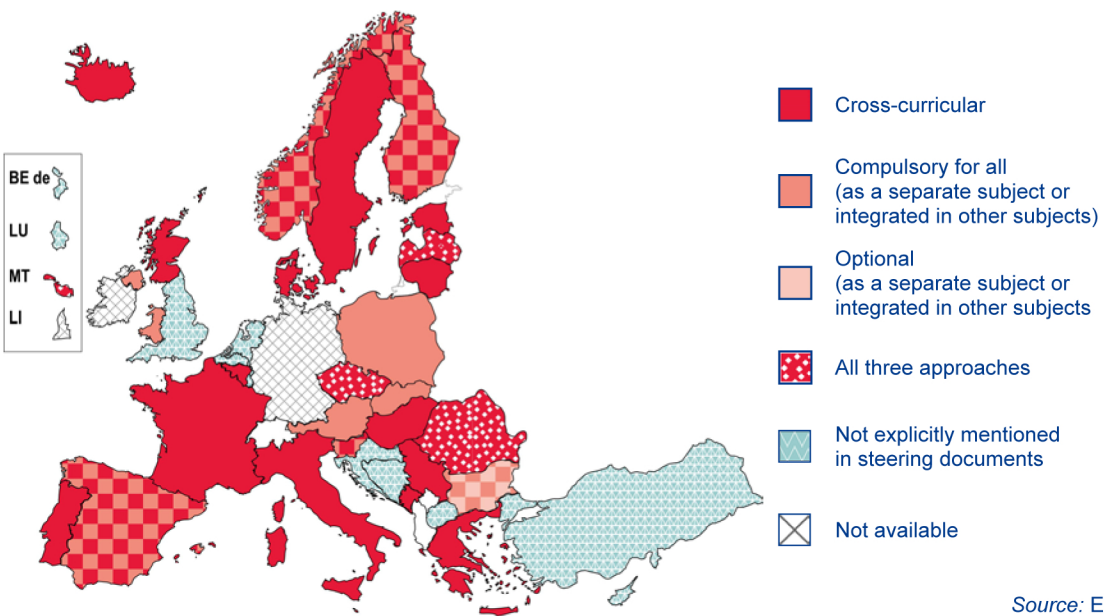 BE de
LU
MT
LI
Cross-curricular
Compulsory for all
(as a separate subject or
integrated in other subjects)
Optional
(as a separate subject or
integrated in other subjects
All three approaches
Not explicitly mentioned
in steering documents
Not available
Source: E